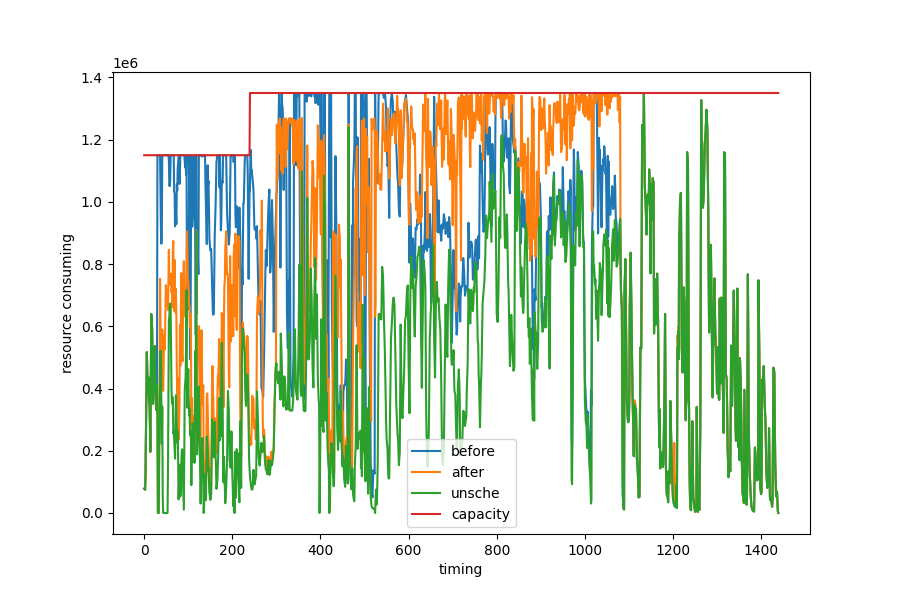 1e6
1.4
1.2
1.0
0.8
0.6
0.4
0.2
0.0
resource consuming
before
after
unsche
capacity
0 200 400 600 800 1000 1200 1400
timing